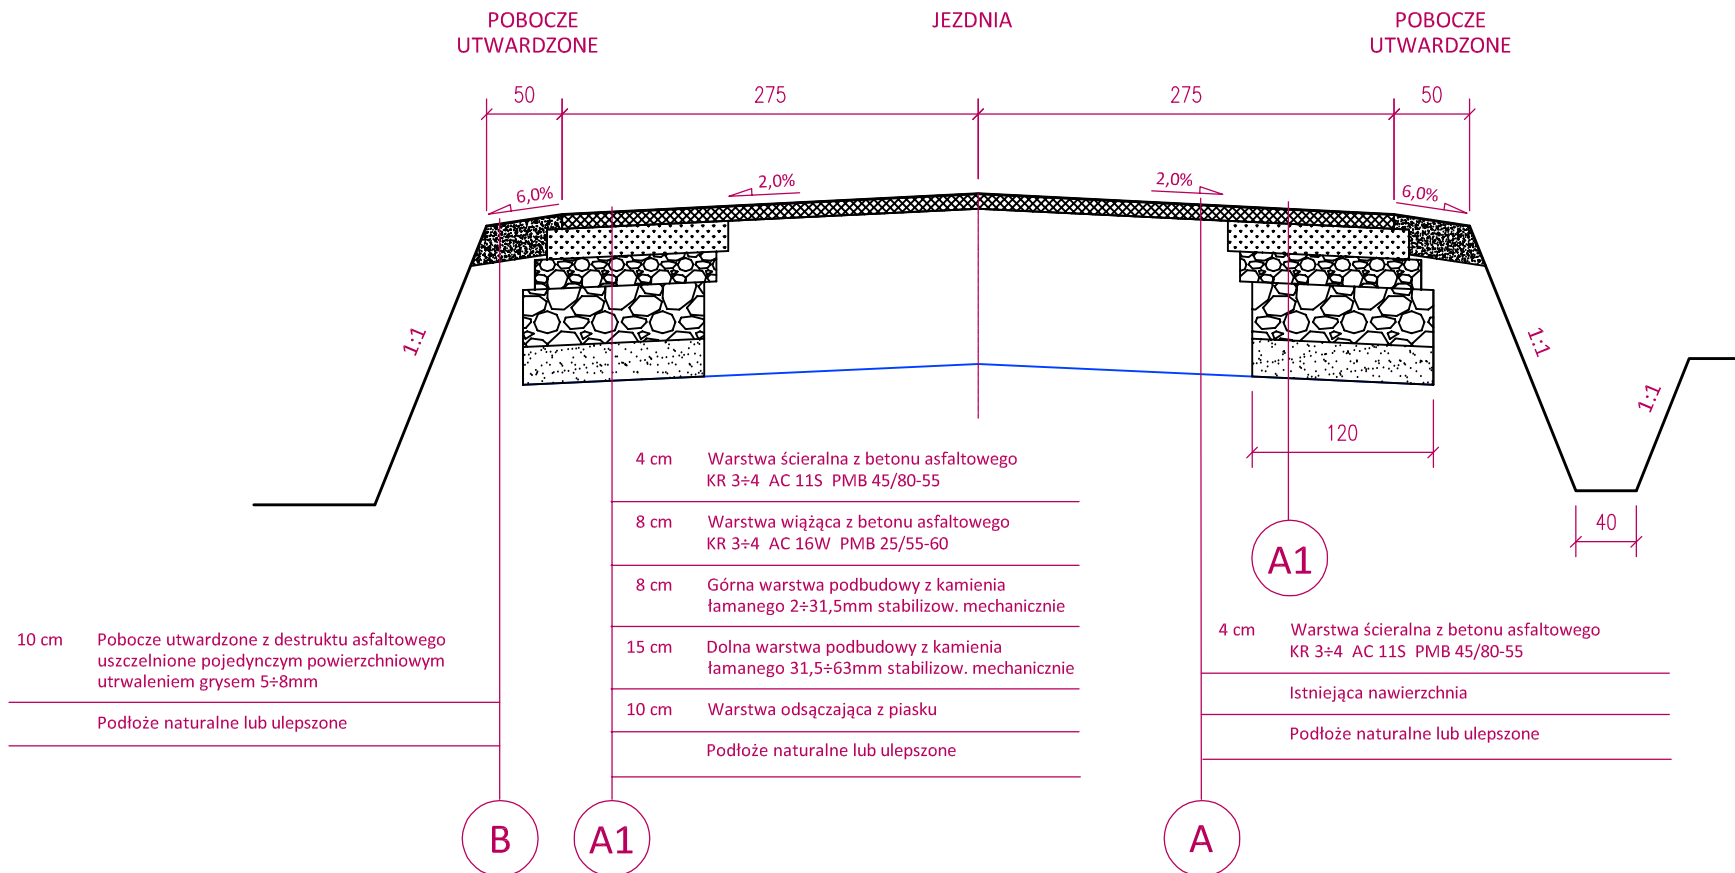 POBOCZE
UTWARDZONE
JEZDNIA
POBOCZE
UTWARDZONE
50
275
275
50
6,0%
2,0%
2,0%
6,0%
1:1
1:1
1:1
120
40
4 cm Warstwa ścieralna z betonu asfaltowego
KR 3÷4 AC 11S PMB 45/80-55
8 cm Warstwa wiążąca z betonu asfaltowego
KR 3÷4 AC 16W PMB 25/55-60
8 cm Górna warstwa podbudowy z kamienia
łamanego 2÷31,5mm stabilizow. mechanicznie
15 cm Dolna warstwa podbudowy z kamienia
łamanego 31,5÷63mm stabilizow. mechanicznie
10 cm Warstwa odsączająca z piasku
Podłoże naturalne lub ulepszone
10 cm Pobocze utwardzone z destruktu asfaltowego
uszczelnione pojedynczym powierzchniowym
utrwaleniem grysem 5÷8mm
Podłoże naturalne lub ulepszone
A1
4 cm Warstwa ścieralna z betonu asfaltowego
KR 3÷4 AC 11S PMB 45/80-55
Istniejąca nawierzchnia
Podłoże naturalne lub ulepszone
B
A1
A